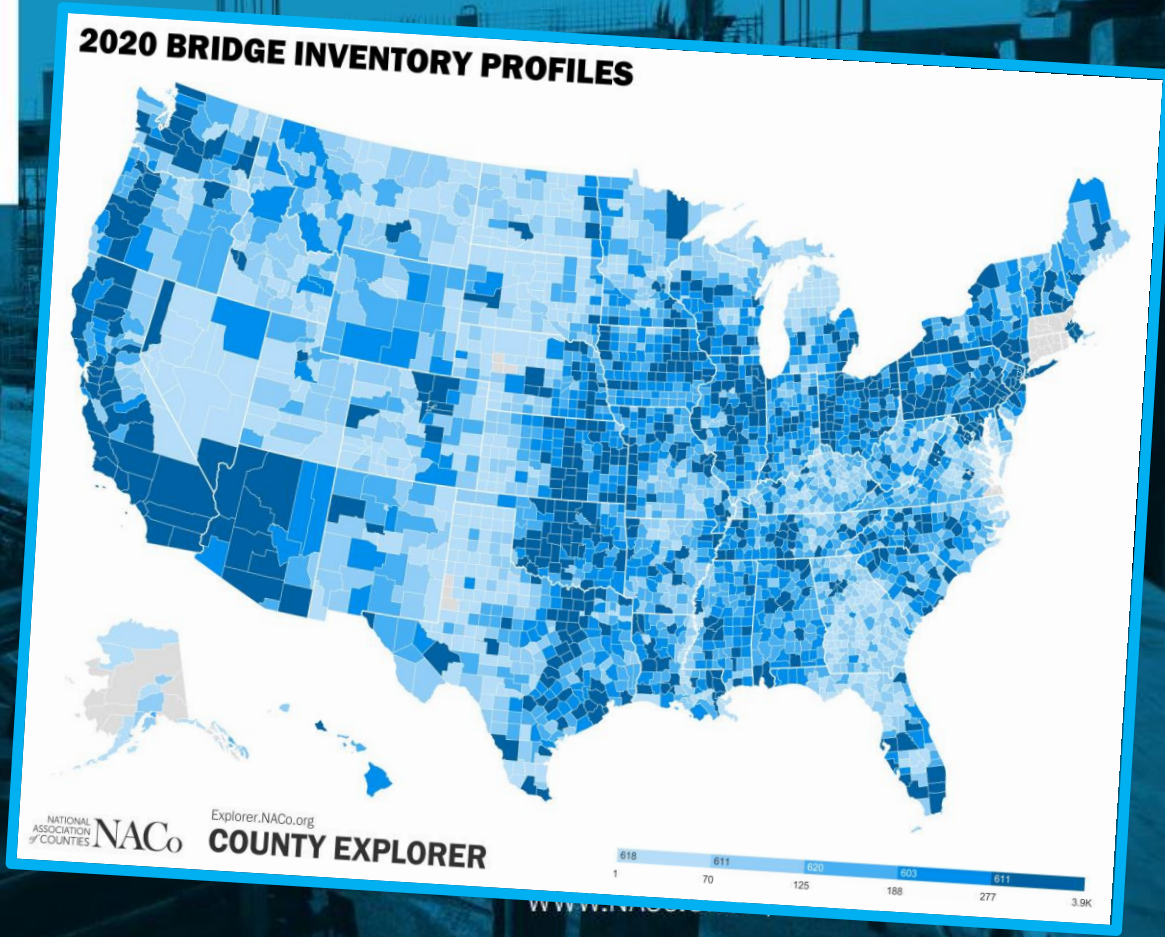 2020 BRIDGE INVENTORY PROFILES
NATIONAL
ASSOCIATION
of COUNTIES
NACo
Explorer.NACo.org
COUNTY EXPLORER
618 611 620 603 611
1 70 125 188 277 3.9K